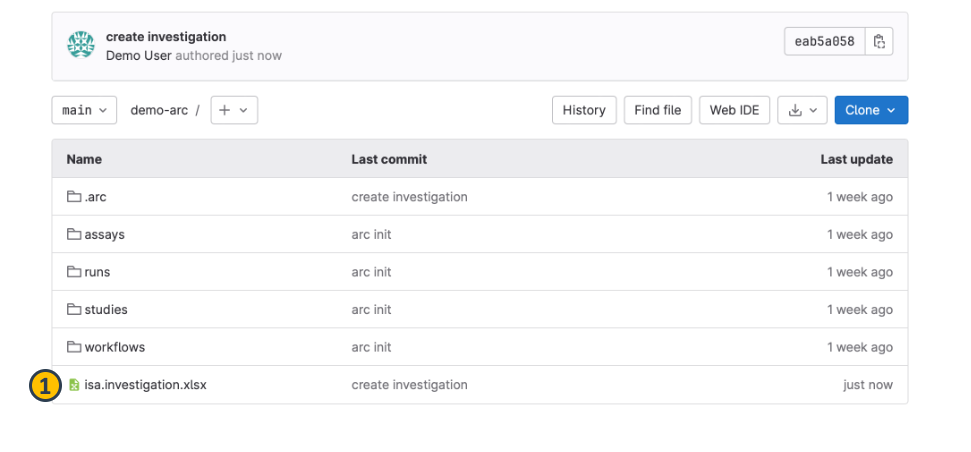 create investigation
Demo User authored just now
eab5a058
main demo-arc / + History Find file Web IDE Clone
Name Last commit Last update
.arc create investigation 1 week ago
assays arc init 1 week ago
runs arc init 1 week ago
studies arc init 1 week ago
workflows arc init 1 week ago
1 isa.investigation.xlsx create investigation just now